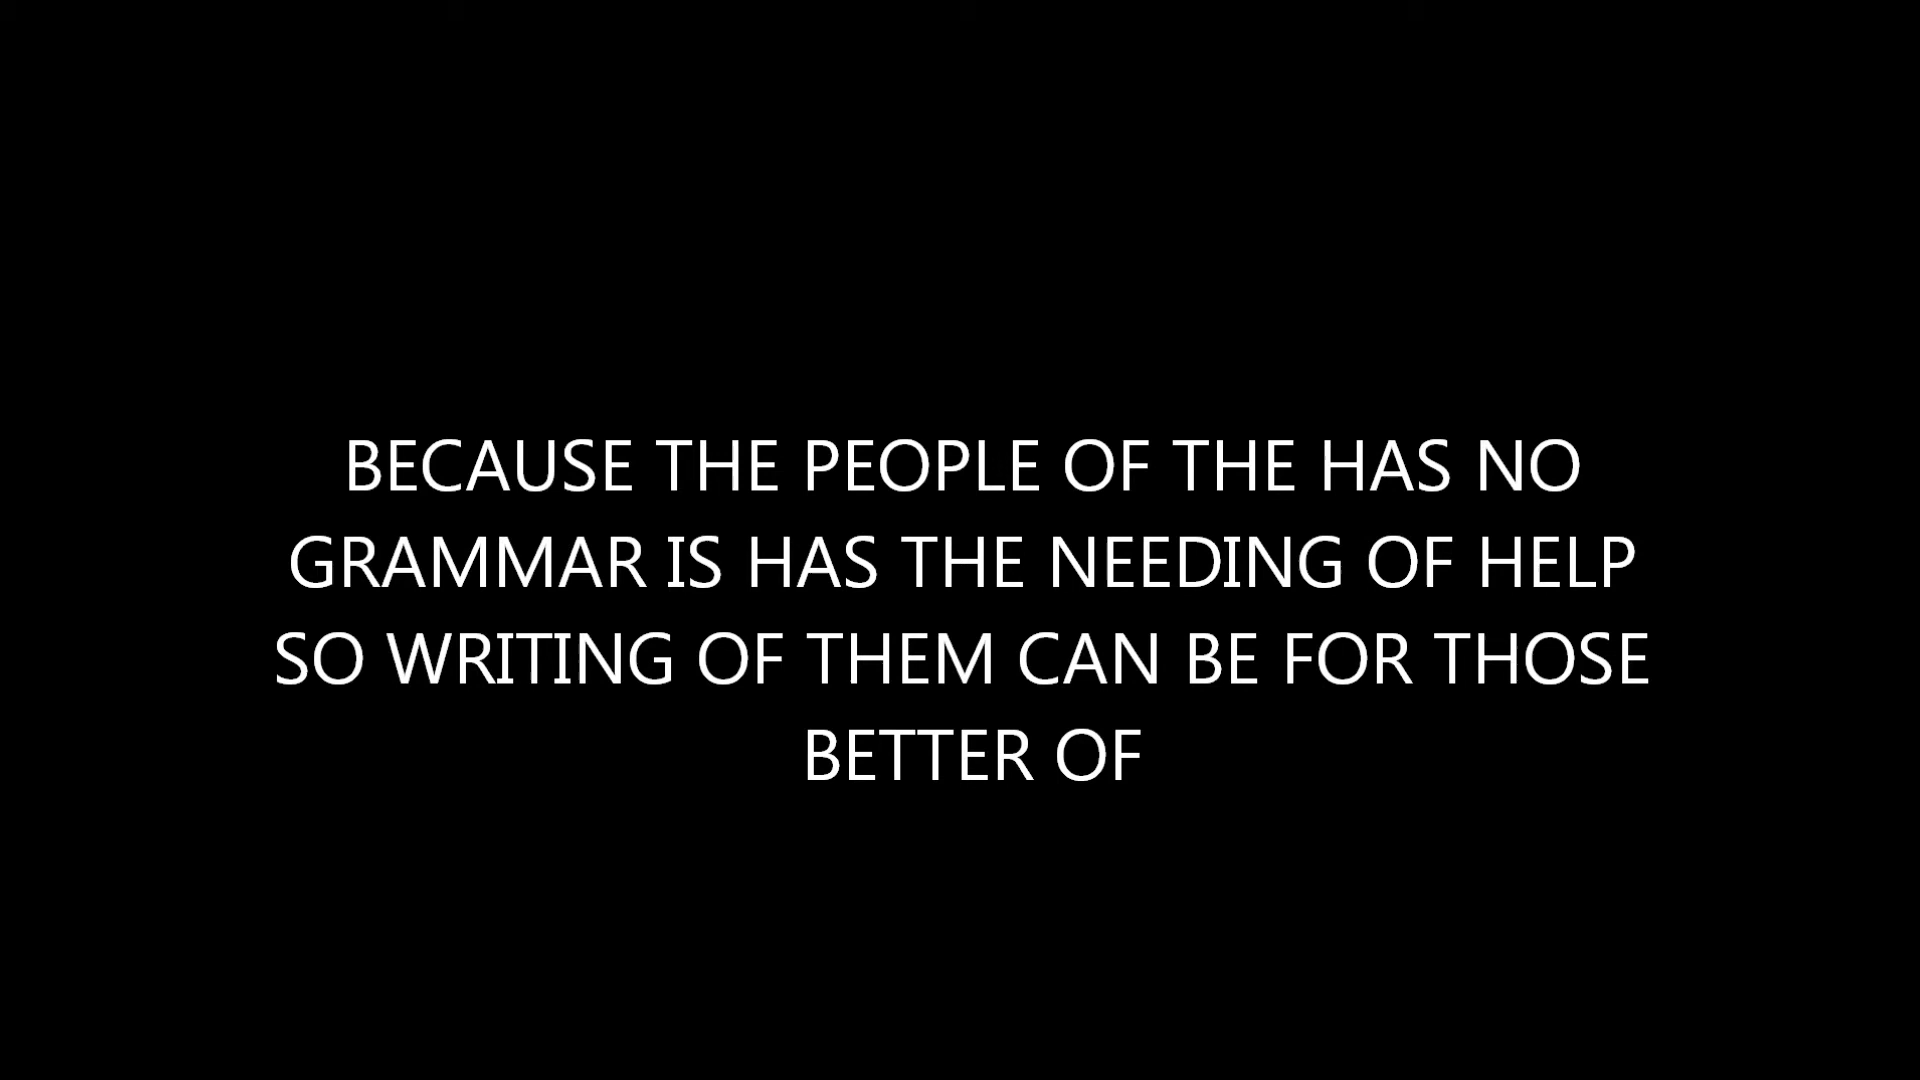 BECAUSE THE PEOPLE OF THE HAS NO
GRAMMAR IS HAS THE NEEDING OF HELP
SO WRITING OF THEM CAN BE FOR THOSE
BETTER OF